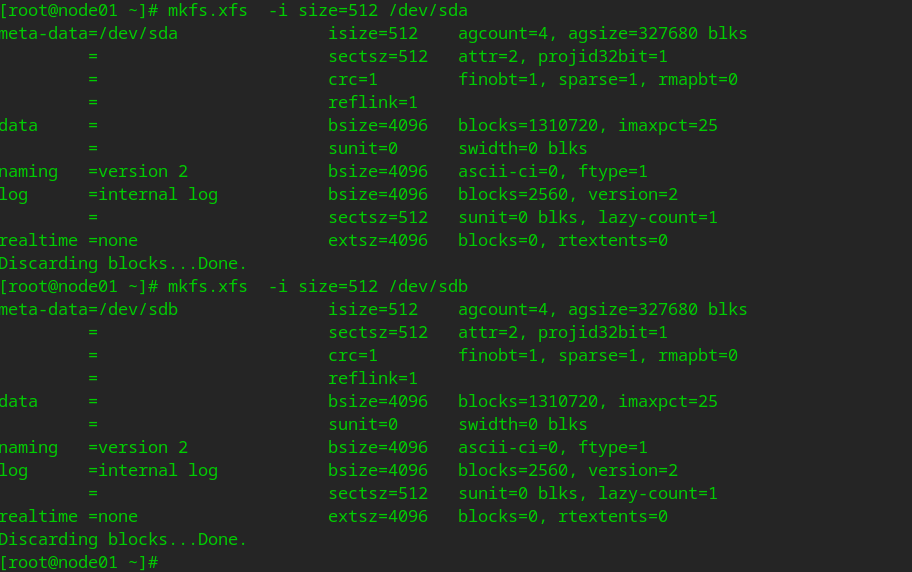 [root@node01 ~]# mkfs.xfs  -i size=512 /dev/sda
meta-data=/dev/sda               isize=512    agcount=4, agsize=327680 blks
         =                       sectsz=512   attr=2, projid32bit=1
         =                       crc=1        finobt=1, sparse=1, rmapbt=0
         =                       reflink=1
data     =                       bsize=4096   blocks=1310720, imaxpct=25
         =                       sunit=0      swidth=0 blks
naming   =version 2              bsize=4096   ascii-ci=0, ftype=1
log      =internal log           bsize=4096   blocks=2560, version=2
         =                       sectsz=512   sunit=0 blks, lazy-count=1
realtime =none                   extsz=4096   blocks=0, rtextents=0
Discarding blocks...Done.
[root@node01 ~]# mkfs.xfs  -i size=512 /dev/sdb
meta-data=/dev/sdb               isize=512    agcount=4, agsize=327680 blks
         =                       sectsz=512   attr=2, projid32bit=1
         =                       crc=1        finobt=1, sparse=1, rmapbt=0
         =                       reflink=1
data     =                       bsize=4096   blocks=1310720, imaxpct=25
         =                       sunit=0      swidth=0 blks
naming   =version 2              bsize=4096   ascii-ci=0, ftype=1
log      =internal log           bsize=4096   blocks=2560, version=2
         =                       sectsz=512   sunit=0 blks, lazy-count=1
realtime =none                   extsz=4096   blocks=0, rtextents=0
Discarding blocks...Done.
[root@node01 ~]#